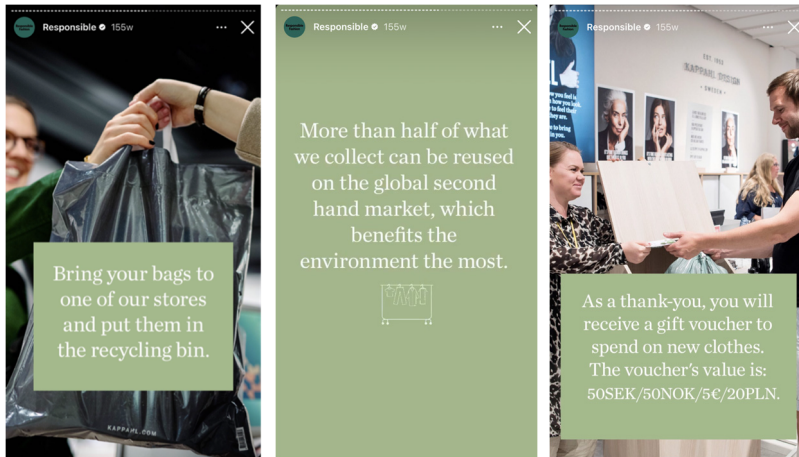 Responsible 155w
Bring your bags to
one of our stores
and put them in
the recycling bin.
KAPPAHL.COM
Responsible 155w
More than half of what
we collect can be reused
on the global second
hand market, which
benefits the
environment the most.
Responsible 155w
EST. 1953
KAPPAHL DESIGN
- SWEDEN -
As a thank-you, you will
receive a gift voucher to
spend on new clothes.
The voucher's value is:
50SEK/50NOK/5€/20PLN.